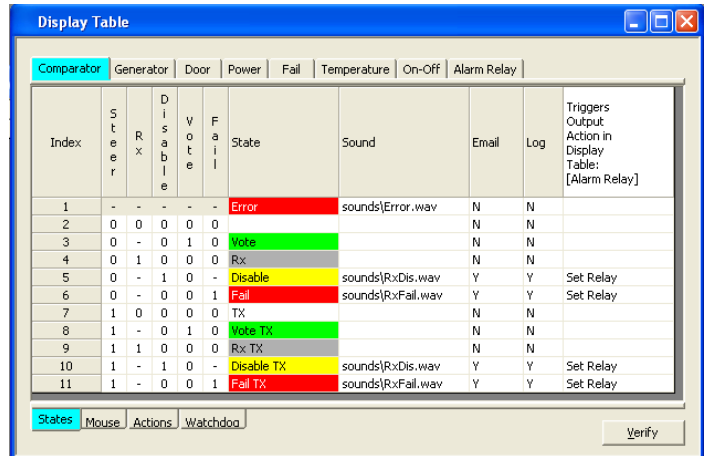 Display Table
Comparator Generator Door Power Fail Temperature On-Off Alarm Relay
Index Steer Rx Disable Vote Fail State Sound Email Log Triggers Output Action in Display Table: [Alarm Relay]
1 - - - - - Error sounds\Error.wav N N
2 0 0 0 0 0 N N
3 0 - 0 1 0 Vote N N
4 0 1 0 0 0 Rx N N
5 0 - 1 0 - Disable sounds\RxDis.wav Y Y Set Relay
6 0 - 0 0 1 Fail sounds\RxFail.wav Y Y Set Relay
7 1 0 0 0 0 TX N N
8 1 - 0 1 0 Vote TX N N
9 1 1 0 0 0 Rx TX N N
10 1 - 1 0 - Disable TX sounds\RxDis.wav Y Y Set Relay
11 1 - 0 0 1 Fail TX sounds\RxFail.wav Y Y Set Relay
States Mouse Actions Watchdog
Verify